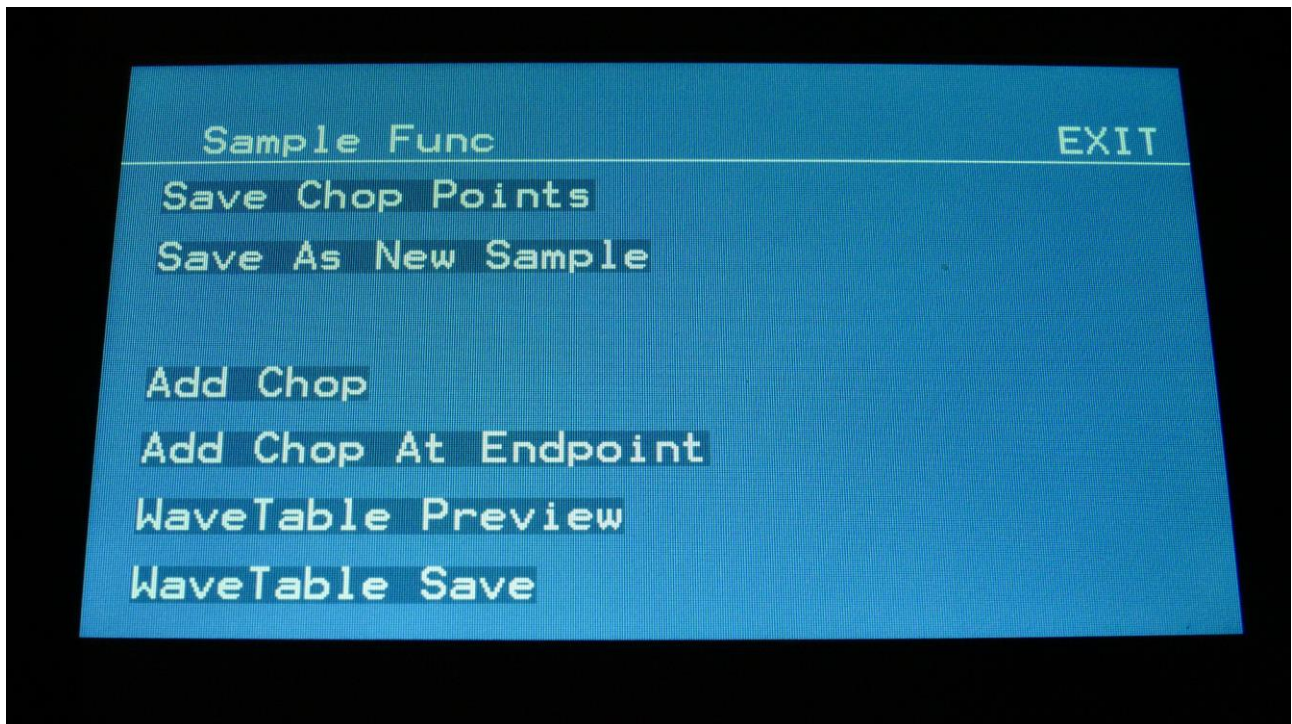 Sample Func EXIT
Save Chop Points
Save As New Sample
Add Chop
Add Chop At Endpoint
WaveTable Preview
WaveTable Save